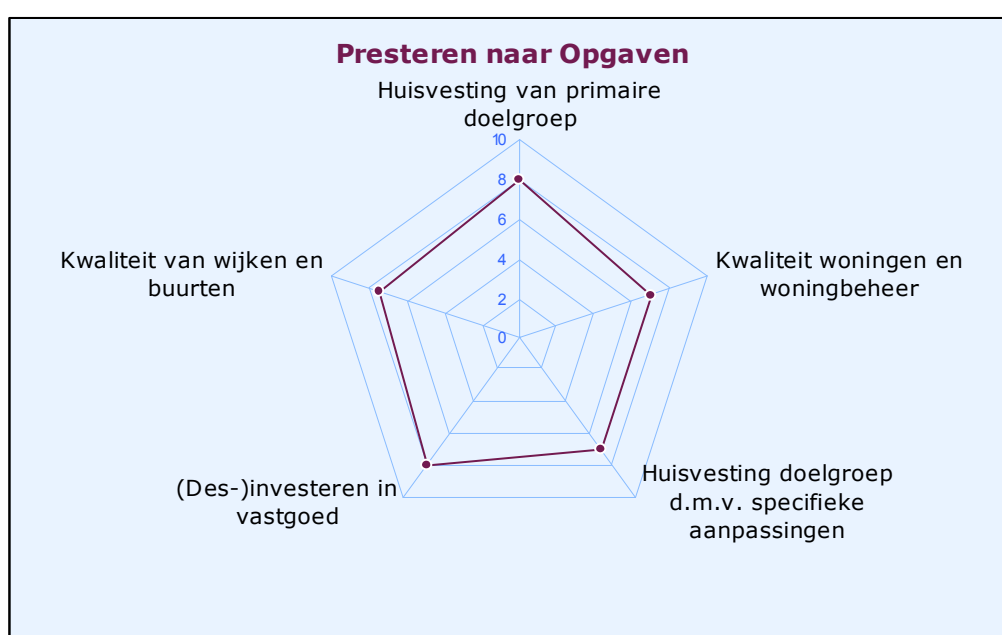 Presteren naar Opgaven
Huisvesting van primaire
doelgroep
10
8
6
4
2
0
Kwaliteit van wijken en
buurten
Kwaliteit woningen en
woningbeheer
(Des-)investeren in
vastgoed
Huisvesting doelgroep
d.m.v. specifieke
aanpassingen